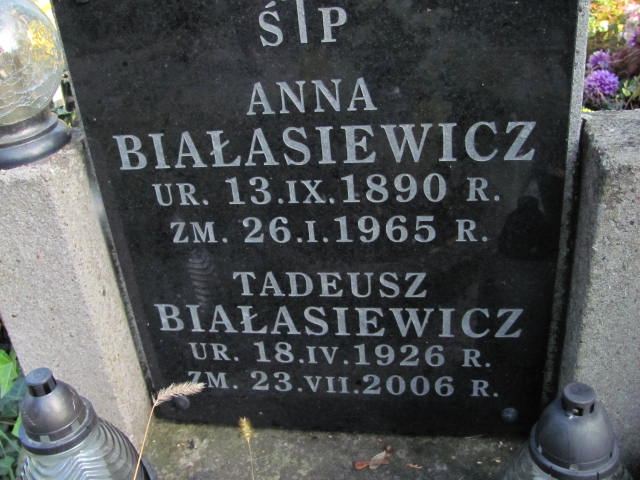 Ś P
ANNA
BIAŁASIEWICZ
UR. 13.IX.1890 R.
ZM. 26.I.1965 R.
TADEUSZ
BIAŁASIEWICZ
UR. 18.IV.1926 R.
ZM. 23.VII.2006 R.